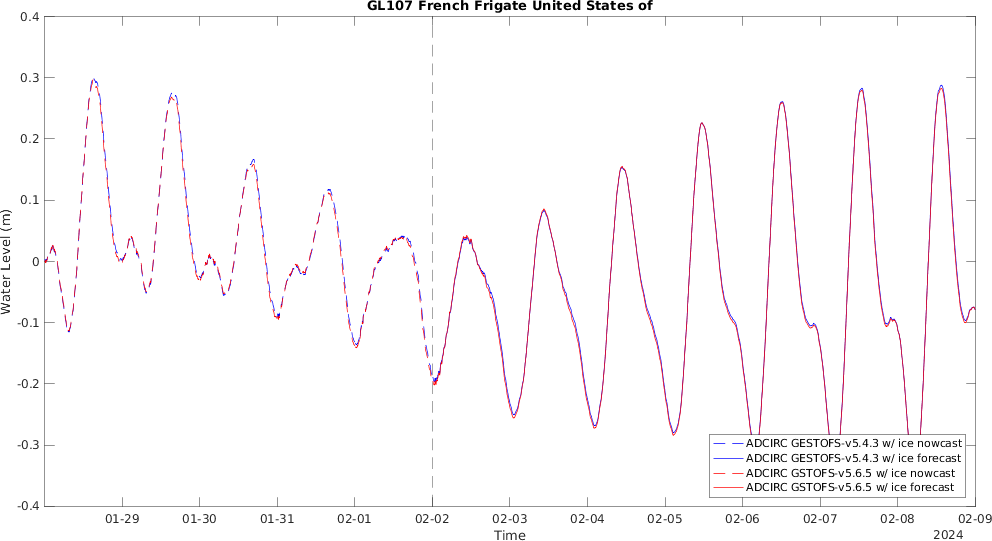 GL107 French Frigate United States of
0.4
0.3
0.2
0.1
0
-0.1
-0.2
-0.3
-0.4
Water Level (m)
ADCIRC GESTOFS-v5.4.3 w/ ice nowcast
ADCIRC GESTOFS-v5.4.3 w/ ice forecast
ADCIRC GSTOFS-v5.6.5 w/ ice nowcast
ADCIRC GSTOFS-v5.6.5 w/ ice forecast
01-29 01-30 01-31 02-01 02-02 02-03 02-04 02-05 02-06 02-07 02-08 02-09
Time
2024